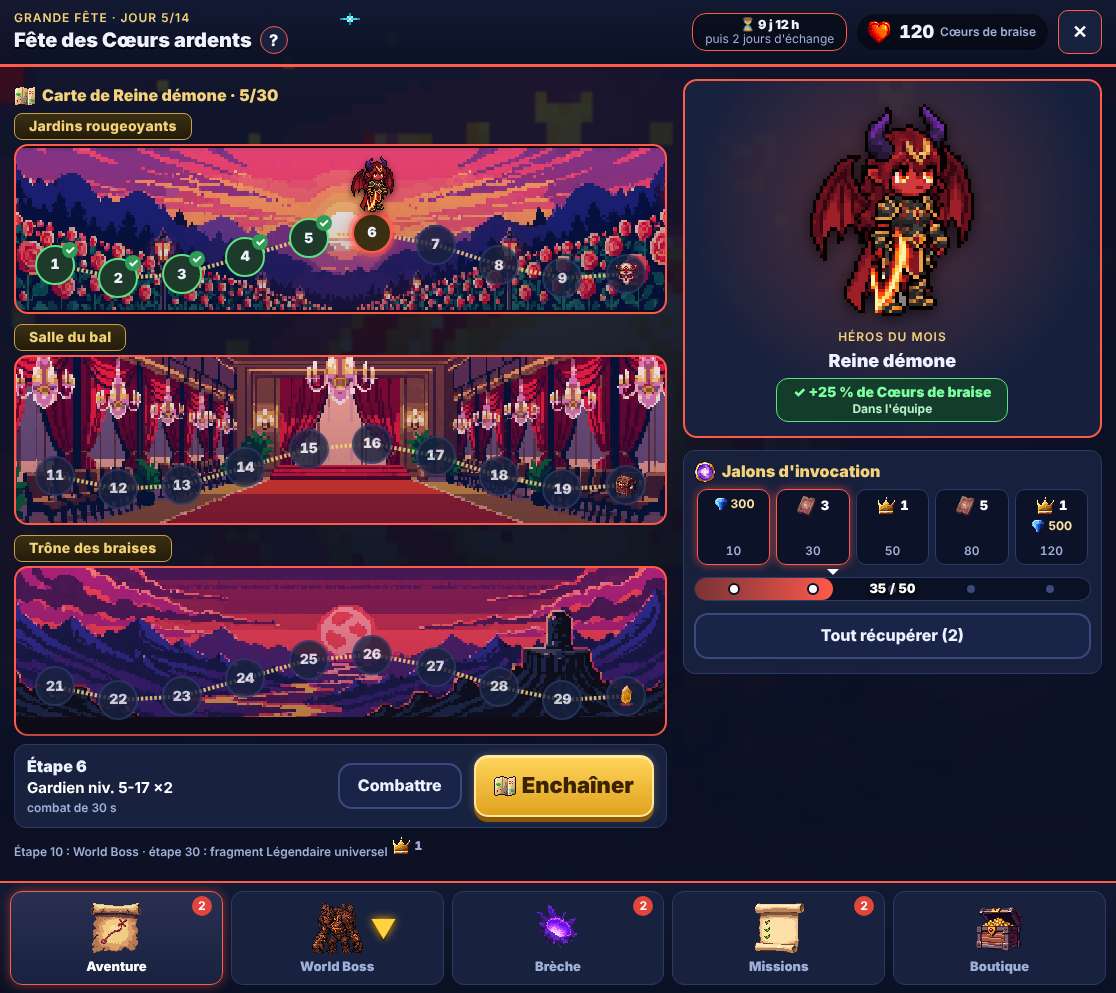 GRANDE FÊTE · JOUR 5/14
Fête des Cœurs ardents ?
9 j 12 h
puis 2 jours d'échange
120 Cœurs de braise
✕
Carte de Reine démone · 5/30
Jardins rougeoyants
1 2 3 4 5 6 7 8 9
Salle du bal
11 12 13 14 15 16 17 18 19
Trône des braises
21 22 23 24 25 26 27 28 29
Étape 6
Gardien niv. 5-17 ×2
combat de 30 s
Combattre
Enchaîner
Étape 10 : World Boss · étape 30 : fragment Légendaire universel 1
HÉROS DU MOIS
Reine démone
✓ +25 % de Cœurs de braise
Dans l'équipe
Jalons d'invocation
300 3 1 5 1
500
10 30 50 80 120
35 / 50
Tout récupérer (2)
2 2 2
Aventure World Boss Brèche Missions Boutique